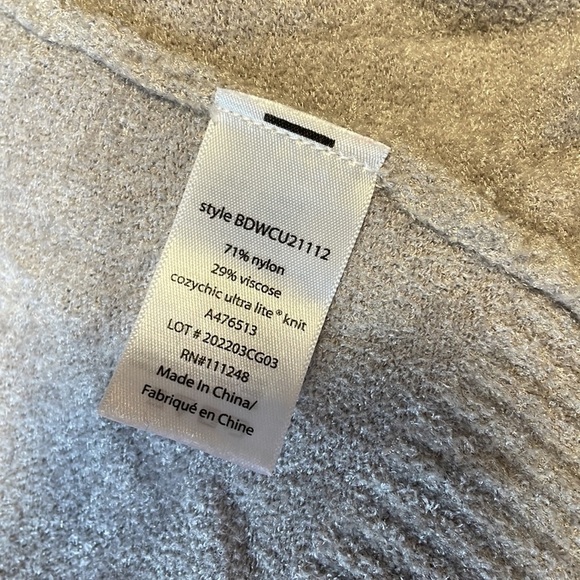 style BDWCU21112
71% nylon
29% viscose
cozychic ultra lite® knit
A476513
LOT # 202203CG03
RN#111248
Made In China/
Fabriqué en Chine